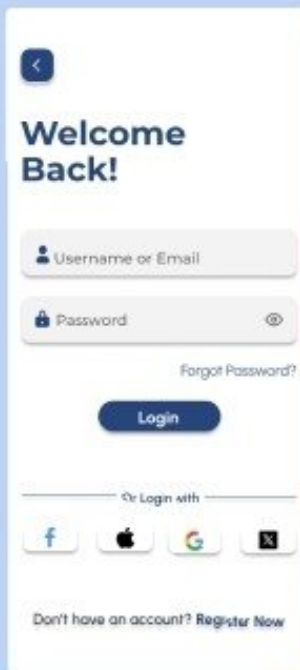 Welcome
Back!
Username or Email
Password
Forgot Password?
Login
Or Login with
Don't have an account? Register Now